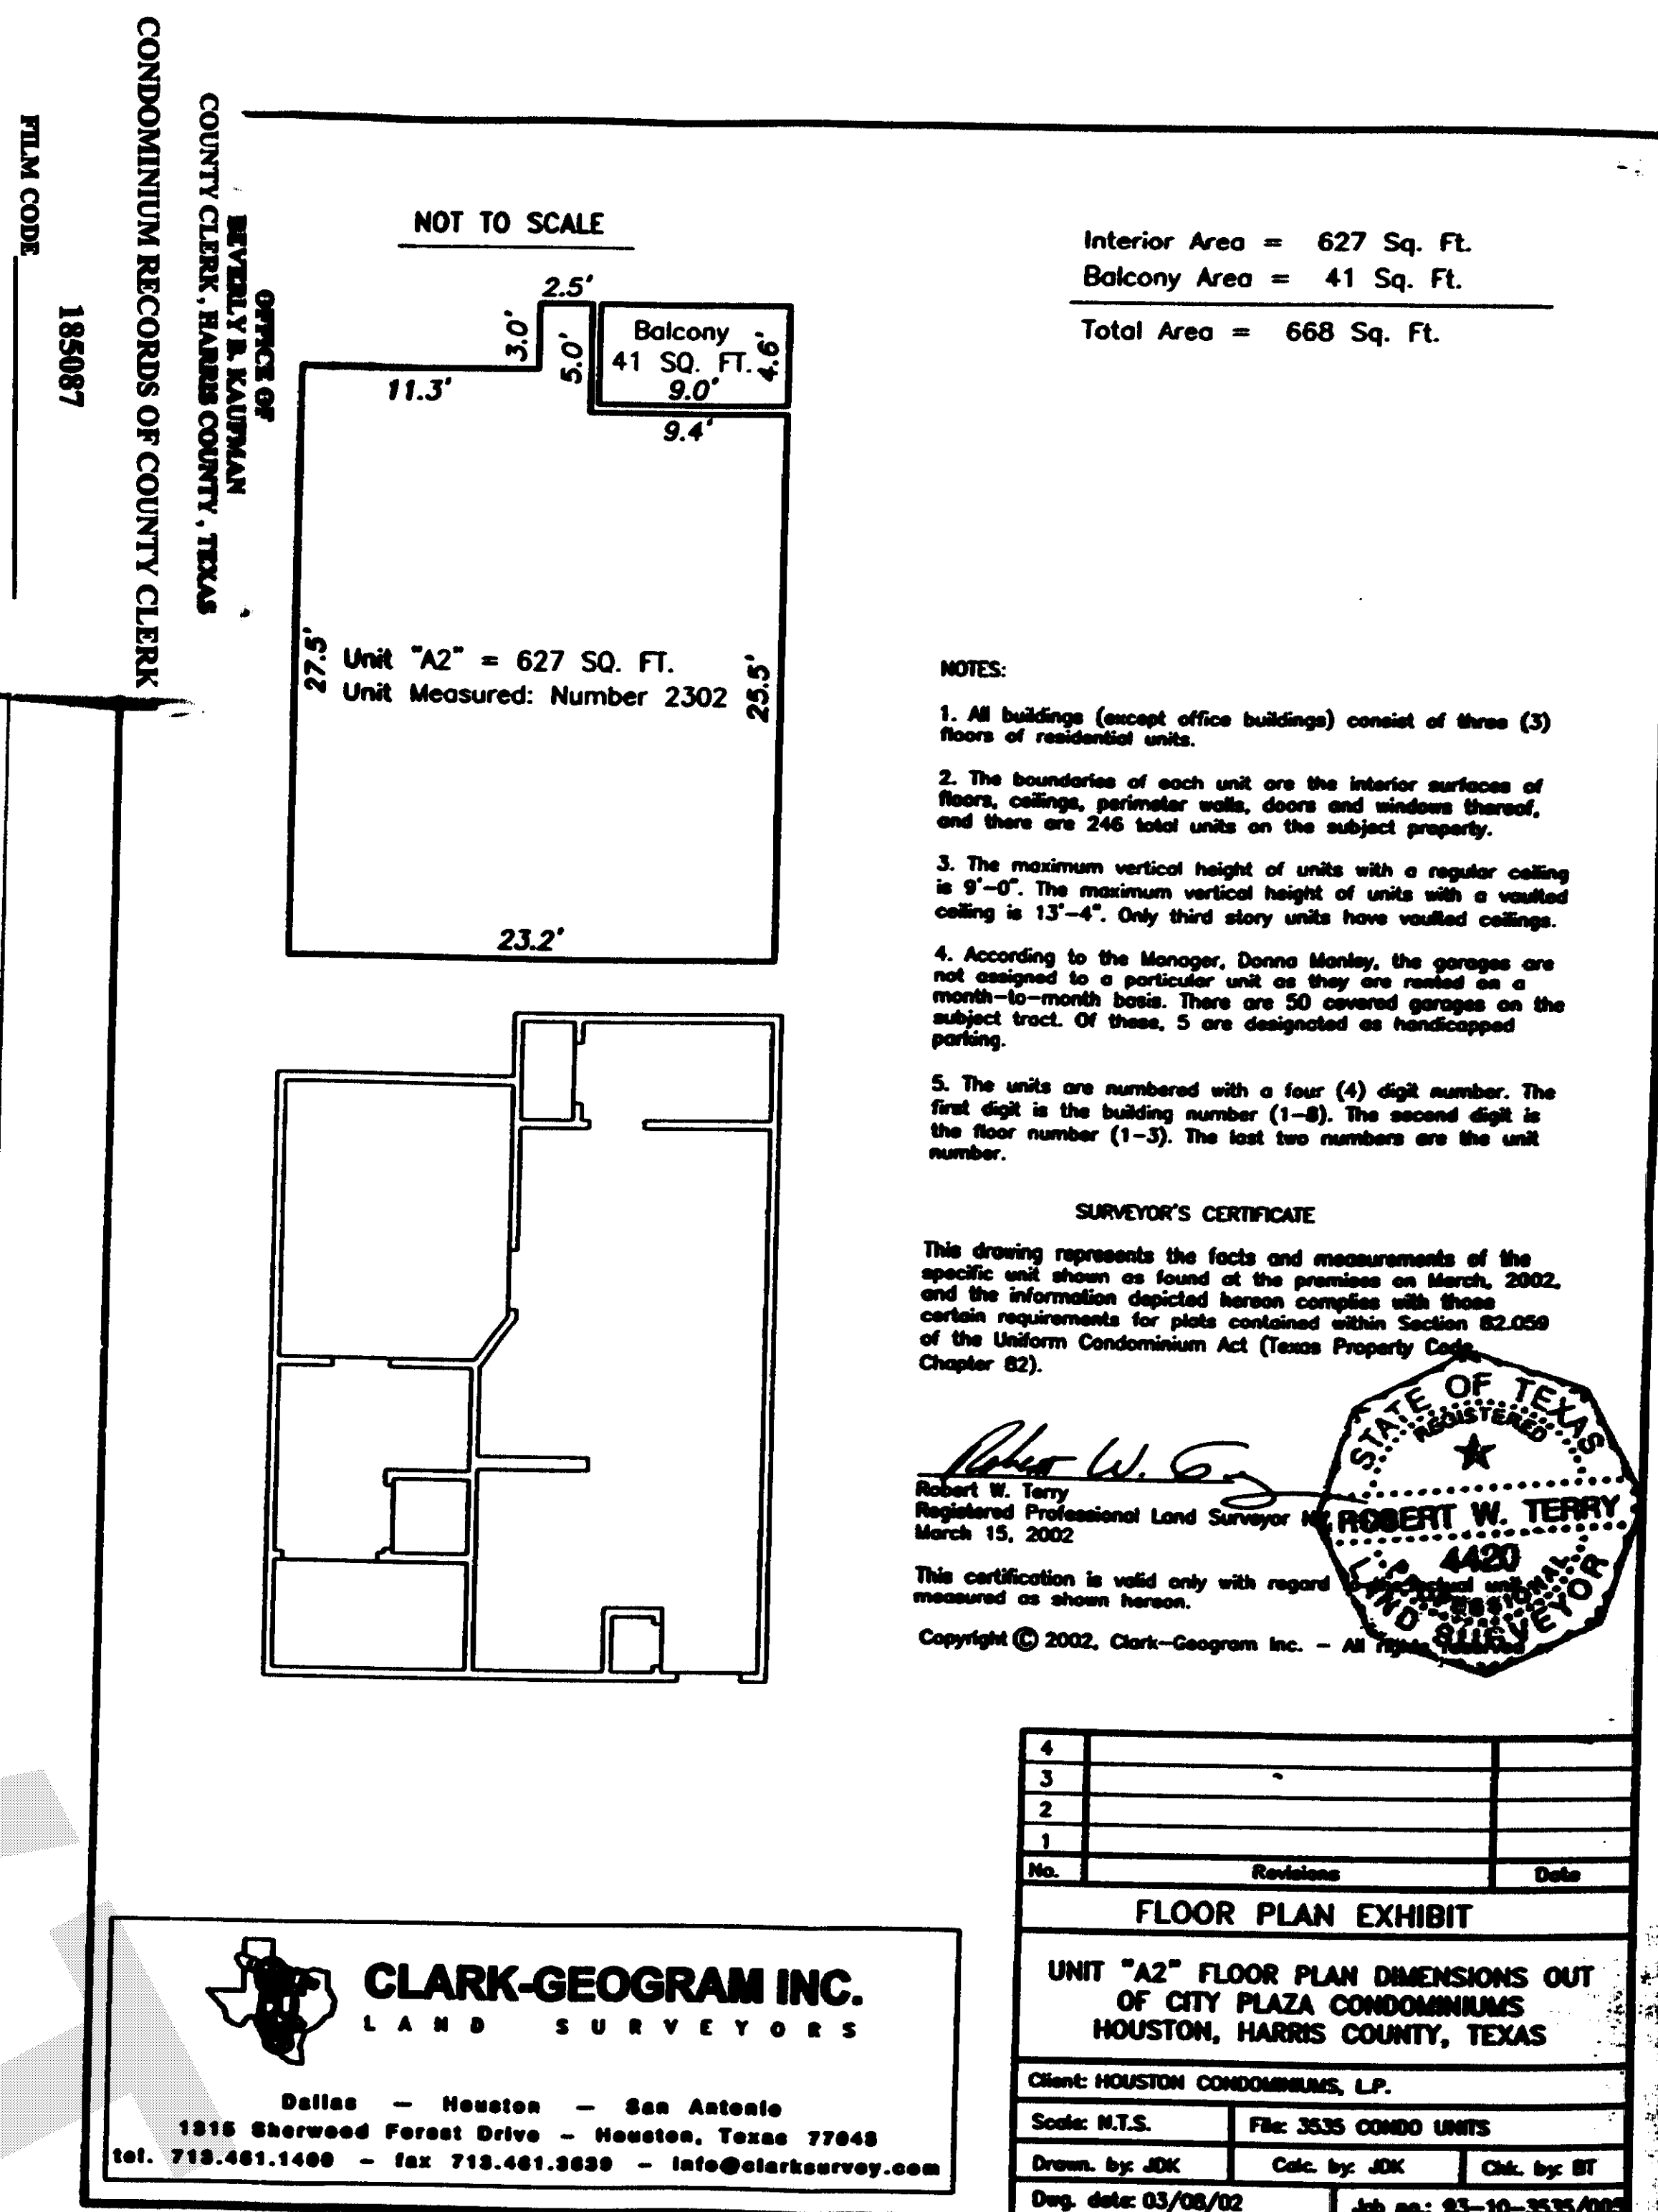 FILM CODE
185087
CONDOMINIUM RECORDS OF COUNTY CLERK
OFFICE OF
BEVERLY B. KAUFMAN
COUNTY CLERK, HARRIS COUNTY, TEXAS
NOT TO SCALE
Interior Area = 627 Sq. Ft.
Balcony Area = 41 Sq. Ft.
Total Area = 668 Sq. Ft.
2.5'
3.0'
5.0'
Balcony
41 SQ. FT.
4.6'
9.0'
11.3'
9.4'
27.5'
Unit "A2" = 627 SQ. FT.
Unit Measured: Number 2302
25.5'
23.2'
NOTES:
1. All buildings (except office buildings) consist of three (3)
floors of residential units.
2. The boundaries of each unit are the interior surfaces of
floors, ceilings, perimeter walls, doors and windows thereof,
and there are 246 total units on the subject property.
3. The maximum vertical height of units with a regular ceiling
is 9'-0". The maximum vertical height of units with a vaulted
ceiling is 13'-4". Only third story units have vaulted ceilings.
4. According to the Manager, Donna Manley, the garages are
not assigned to a particular unit as they are rented on a
month-to-month basis. There are 50 covered garages on the
subject tract. Of these, 5 are designated as handicapped
parking.
5. The units are numbered with a four (4) digit number. The
first digit is the building number (1-8). The second digit is
the floor number (1-3). The last two numbers are the unit
number.
SURVEYOR'S CERTIFICATE
This drawing represents the facts and measurements of the
specific unit shown as found at the premises on March, 2002,
and the information depicted hereon complies with those
certain requirements for plats contained within Section 82.059
of the Uniform Condominium Act (Texas Property Code,
Chapter 82).
Robert W. Terry
Registered Professional Land Surveyor
March 15, 2002
STATE OF TEXAS
REGISTERED
ROBERT W. TERRY
4420
PROFESSIONAL
LAND SURVEYOR
This certification is valid only with regard to the actual unit
measured as shown hereon.
Copyright © 2002, Clark-Geogram Inc. - All rights reserved
4
3
2
1
No. Revisions Date
FLOOR PLAN EXHIBIT
UNIT "A2" FLOOR PLAN DIMENSIONS OUT
OF CITY PLAZA CONDOMINIUMS
HOUSTON, HARRIS COUNTY, TEXAS
Client: HOUSTON CONDOMINIUMS, L.P.
Scale: N.T.S. File: 3535 CONDO UNITS
Drawn. by: JDK Calc. by: JDK Chk. by: BT
Dwg. date: 03/08/02 Job no.: 93-10-3535/005
CLARK-GEOGRAM INC.
LAND SURVEYORS
Dallas - Houston - San Antonio
1815 Sherwood Forest Drive - Houston, Texas 77043
tel. 713.461.1400 - fax 713.461.3639 - info@clarksurvey.com